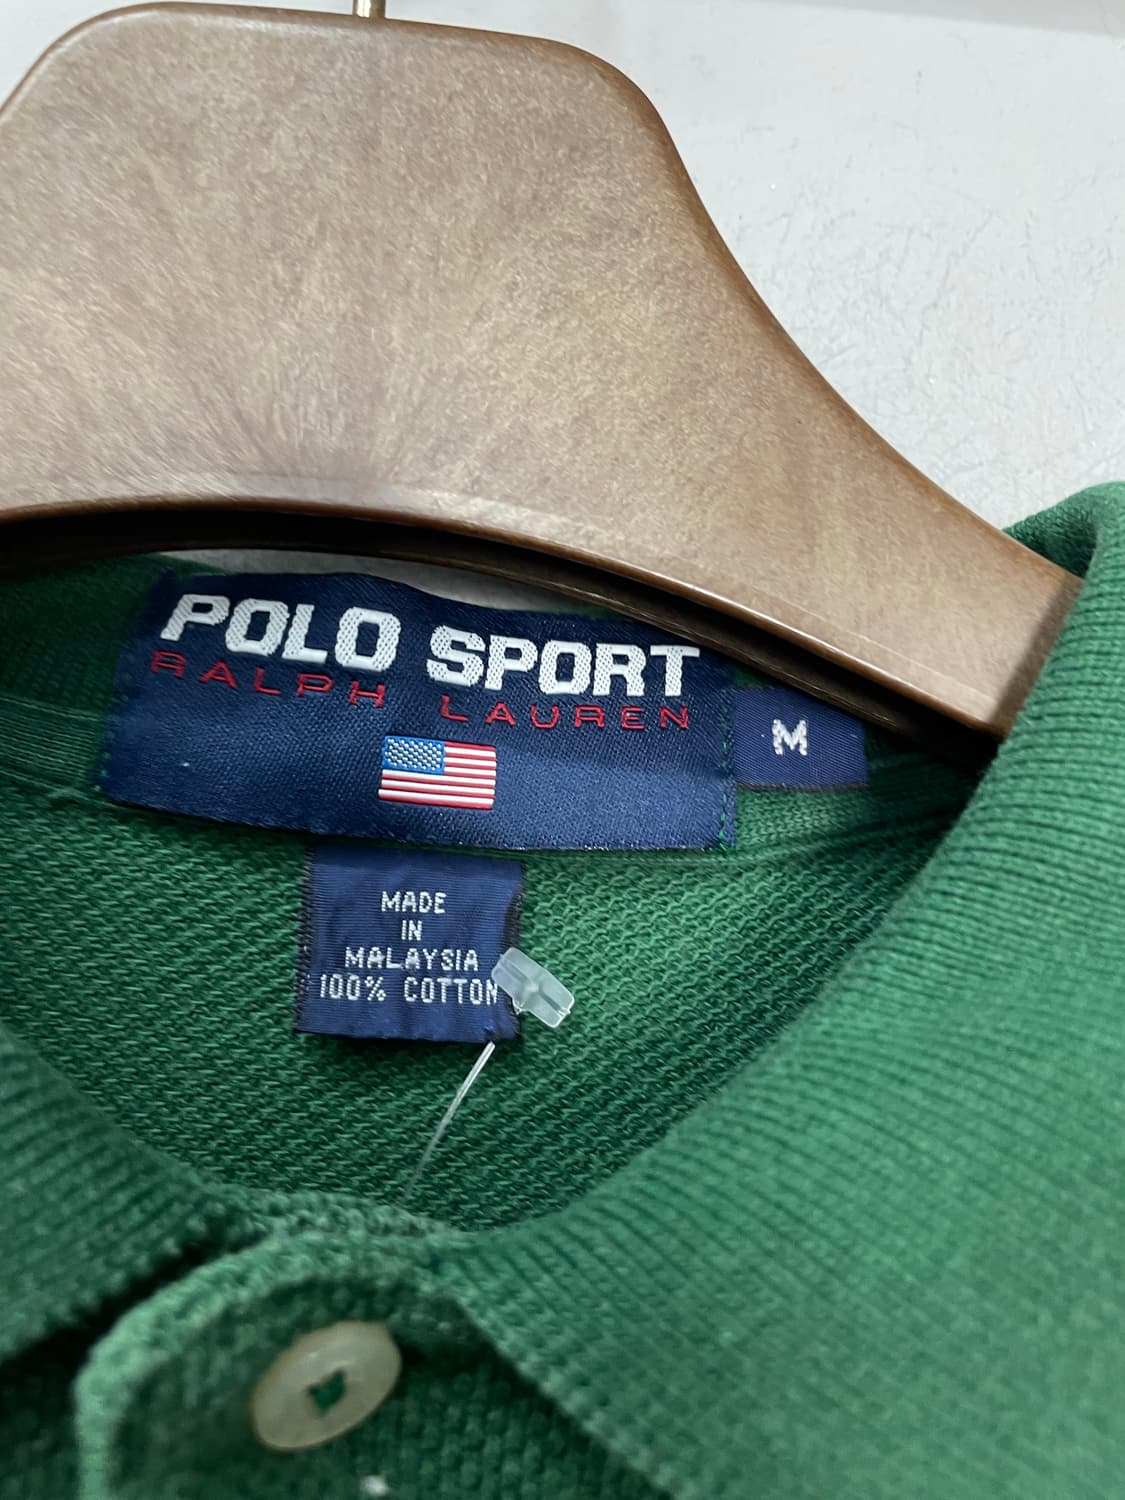 POLO SPORT
RALPH LAUREN
M
MADE
IN
MALAYSIA
100% COTTON